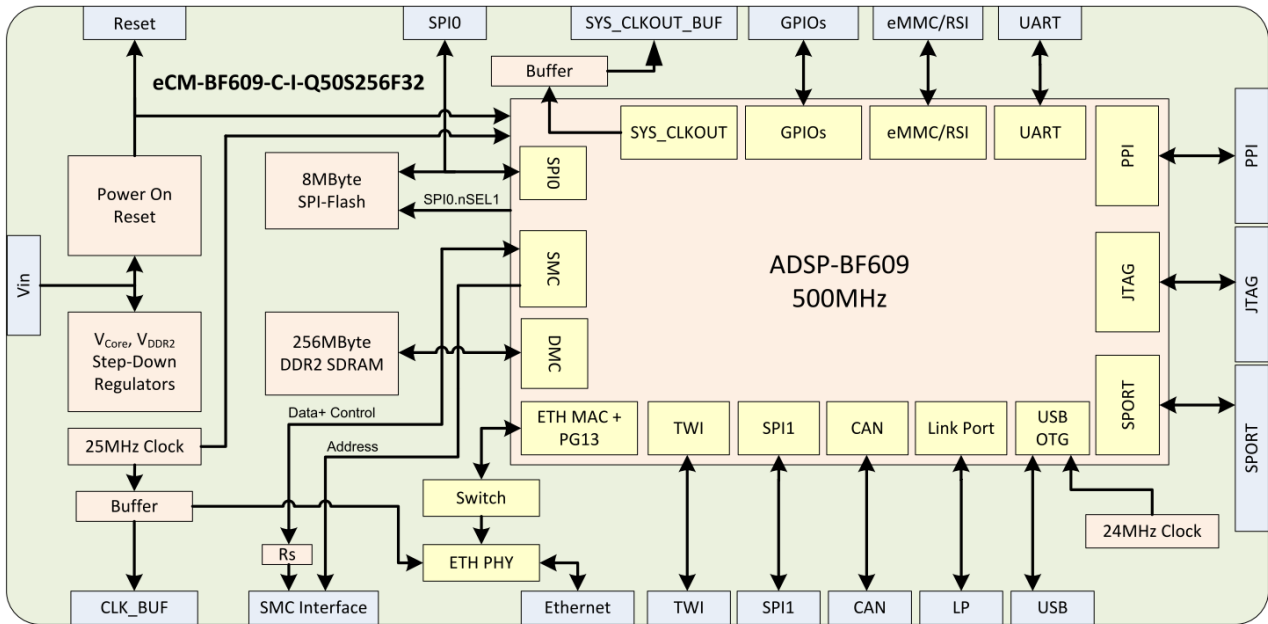 Reset
SPI0
SYS_CLKOUT_BUF
GPIOs
eMMC/RSI
UART
eCM-BF609-C-I-Q50S256F32
Buffer
SYS_CLKOUT
GPIOs
eMMC/RSI
UART
PPI
PPI
Power On
Reset
8MByte
SPI-Flash
SPI0
SPI0.nSEL1
Vin
SMC
ADSP-BF609
500MHz
JTAG
JTAG
VCore, VDDR2
Step-Down
Regulators
256MByte
DDR2 SDRAM
DMC
SPORT
SPORT
Data+ Control
Address
25MHz Clock
ETH MAC +
PG13
TWI
SPI1
CAN
Link Port
USB
OTG
Buffer
Switch
24MHz Clock
Rs
ETH PHY
CLK_BUF
SMC Interface
Ethernet
TWI
SPI1
CAN
LP
USB